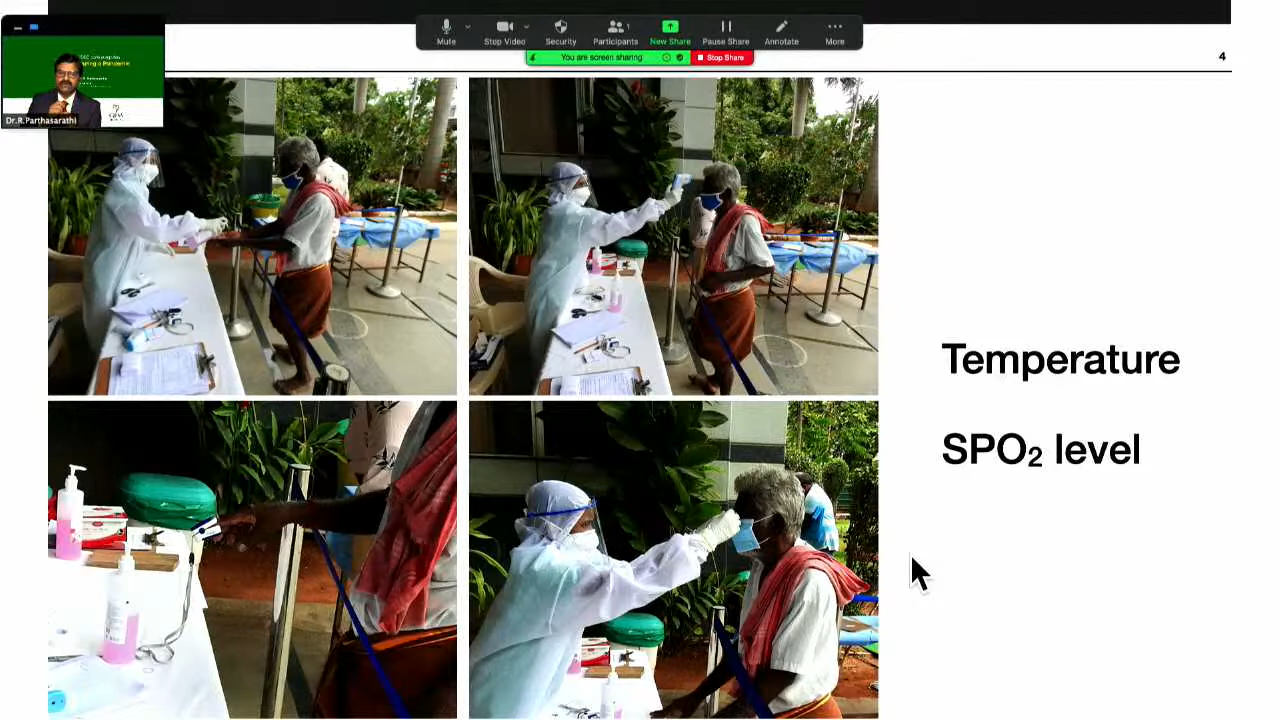 Mute
Stop Video
Security
Participants
1
New Share
Pause Share
Annotate
More
You are screen sharing
Stop Share
4
Dr.R.Parthasarathi
Temperature
SPO₂ level